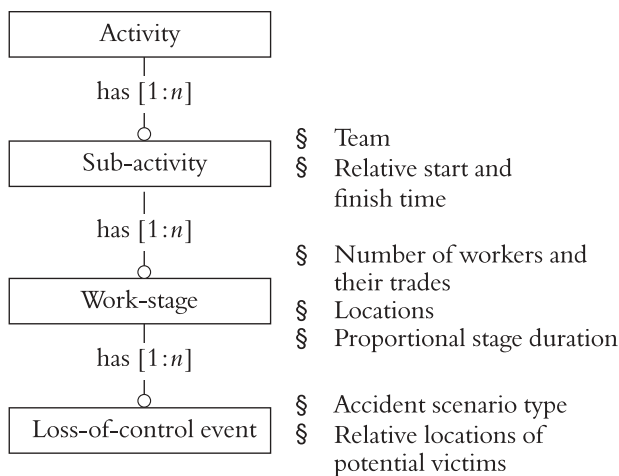 Activity
has [1:n]
Sub-activity
§ Team
§ Relative start and
finish time
has [1:n]
Work-stage
§ Number of workers and
their trades
§ Locations
§ Proportional stage duration
has [1:n]
Loss-of-control event
§ Accident scenario type
§ Relative locations of
potential victims